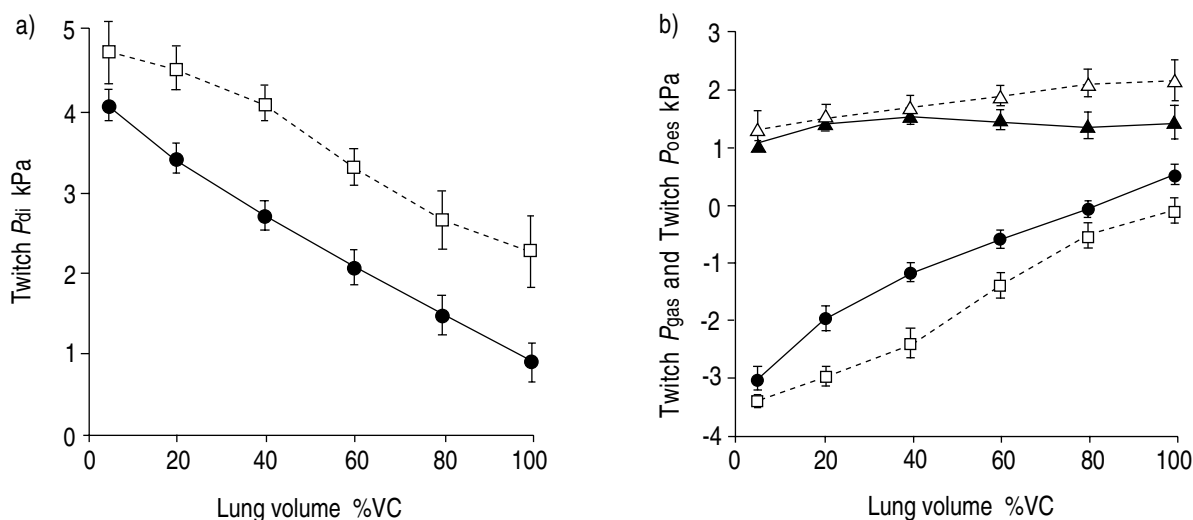 a)
5
4
3
2
1
0
Twitch Pdi kPa
0 20 40 60 80 100
Lung volume %VC
b)
3
2
1
0
-1
-2
-3
-4
Twitch Pgas and Twitch Poes kPa
0 20 40 60 80 100
Lung volume %VC